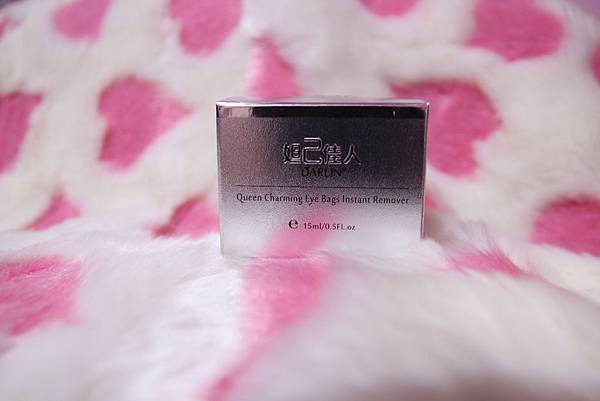 妲己佳人
DARLIN®
Queen Charming Eye Bags Instant Remover
℮ 15ml/0.5FL.oz